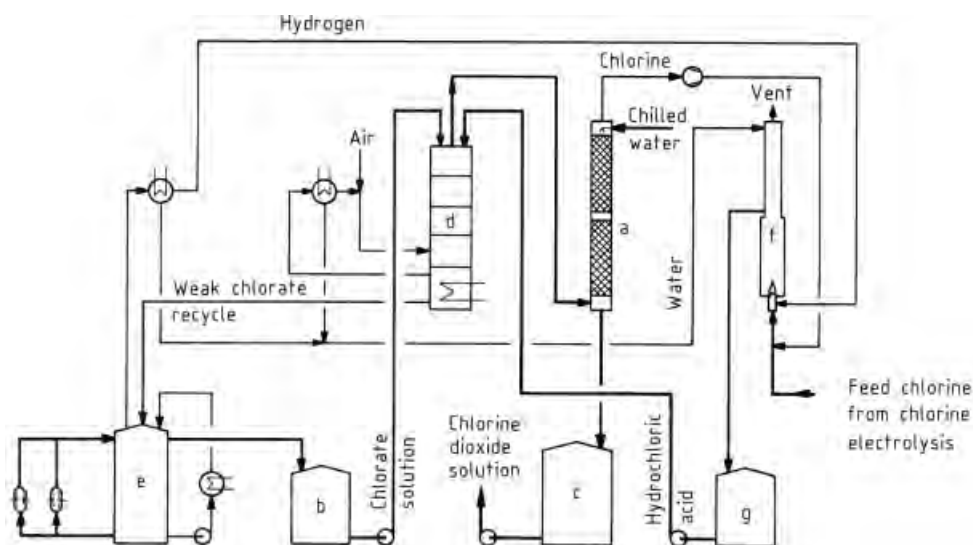 Hydrogen
Chlorine
Vent
Chilled
water
Air
d
a
f
Weak chlorate
recycle
Water
Feed chlorine
from chlorine
electrolysis
Chlorine
dioxide
solution
Chlorate
solution
Hydrochloric
acid
e
b
c
g